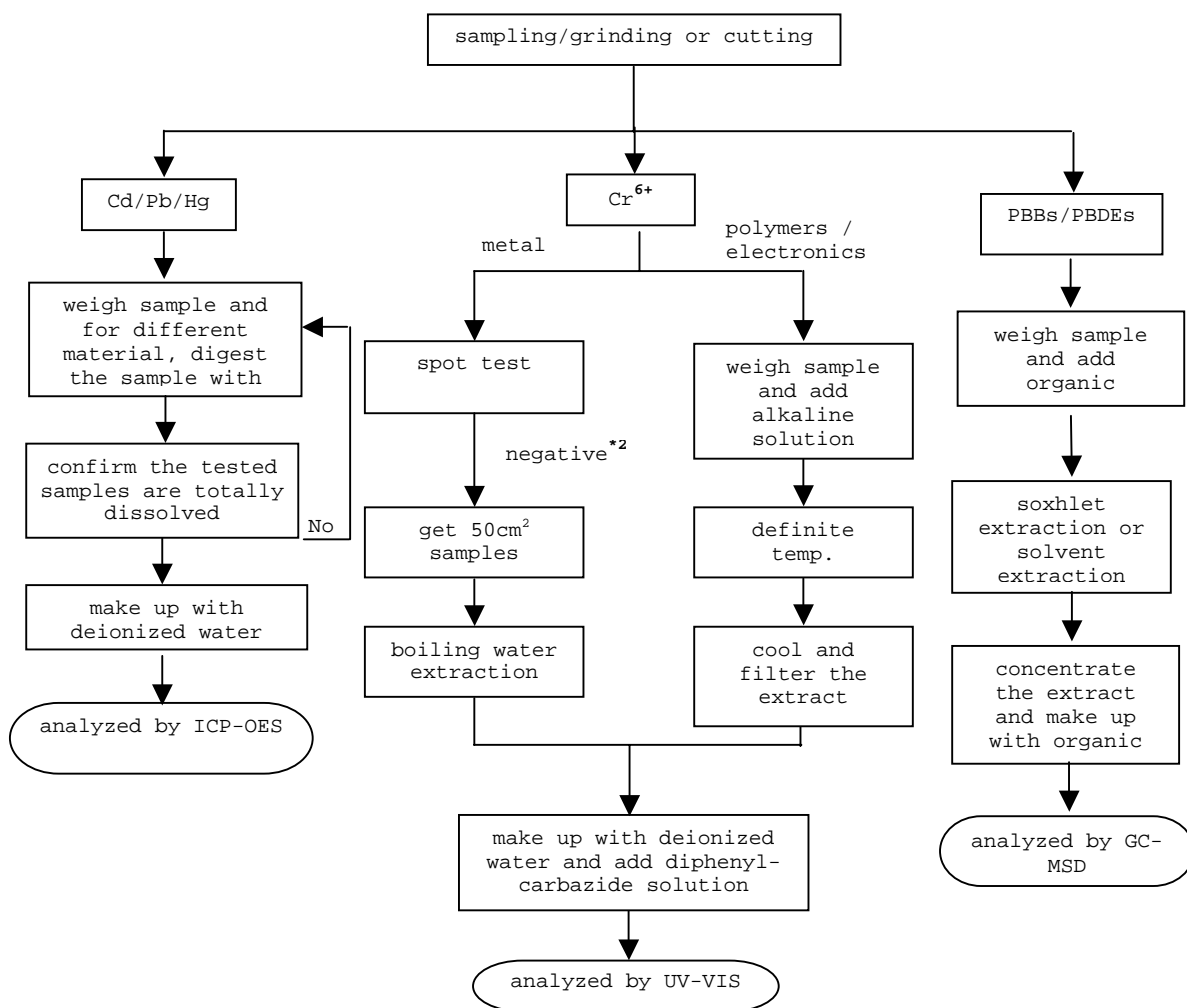 sampling/grinding or cutting
Cd/Pb/Hg
weigh sample and
for different
material, digest
the sample with
confirm the tested
samples are totally
dissolved
No
make up with
deionized water
analyzed by ICP-OES
Cr⁶⁺
metal
spot test
negative*²
get 50cm²
samples
boiling water
extraction
polymers /
electronics
weigh sample
and add
alkaline
solution
definite
temp.
cool and
filter the
extract
make up with deionized
water and add diphenyl-
carbazide solution
analyzed by UV-VIS
PBBs/PBDEs
weigh sample
and add
organic
soxhlet
extraction or
solvent
extraction
concentrate
the extract
and make up
with organic
analyzed by GC-
MSD